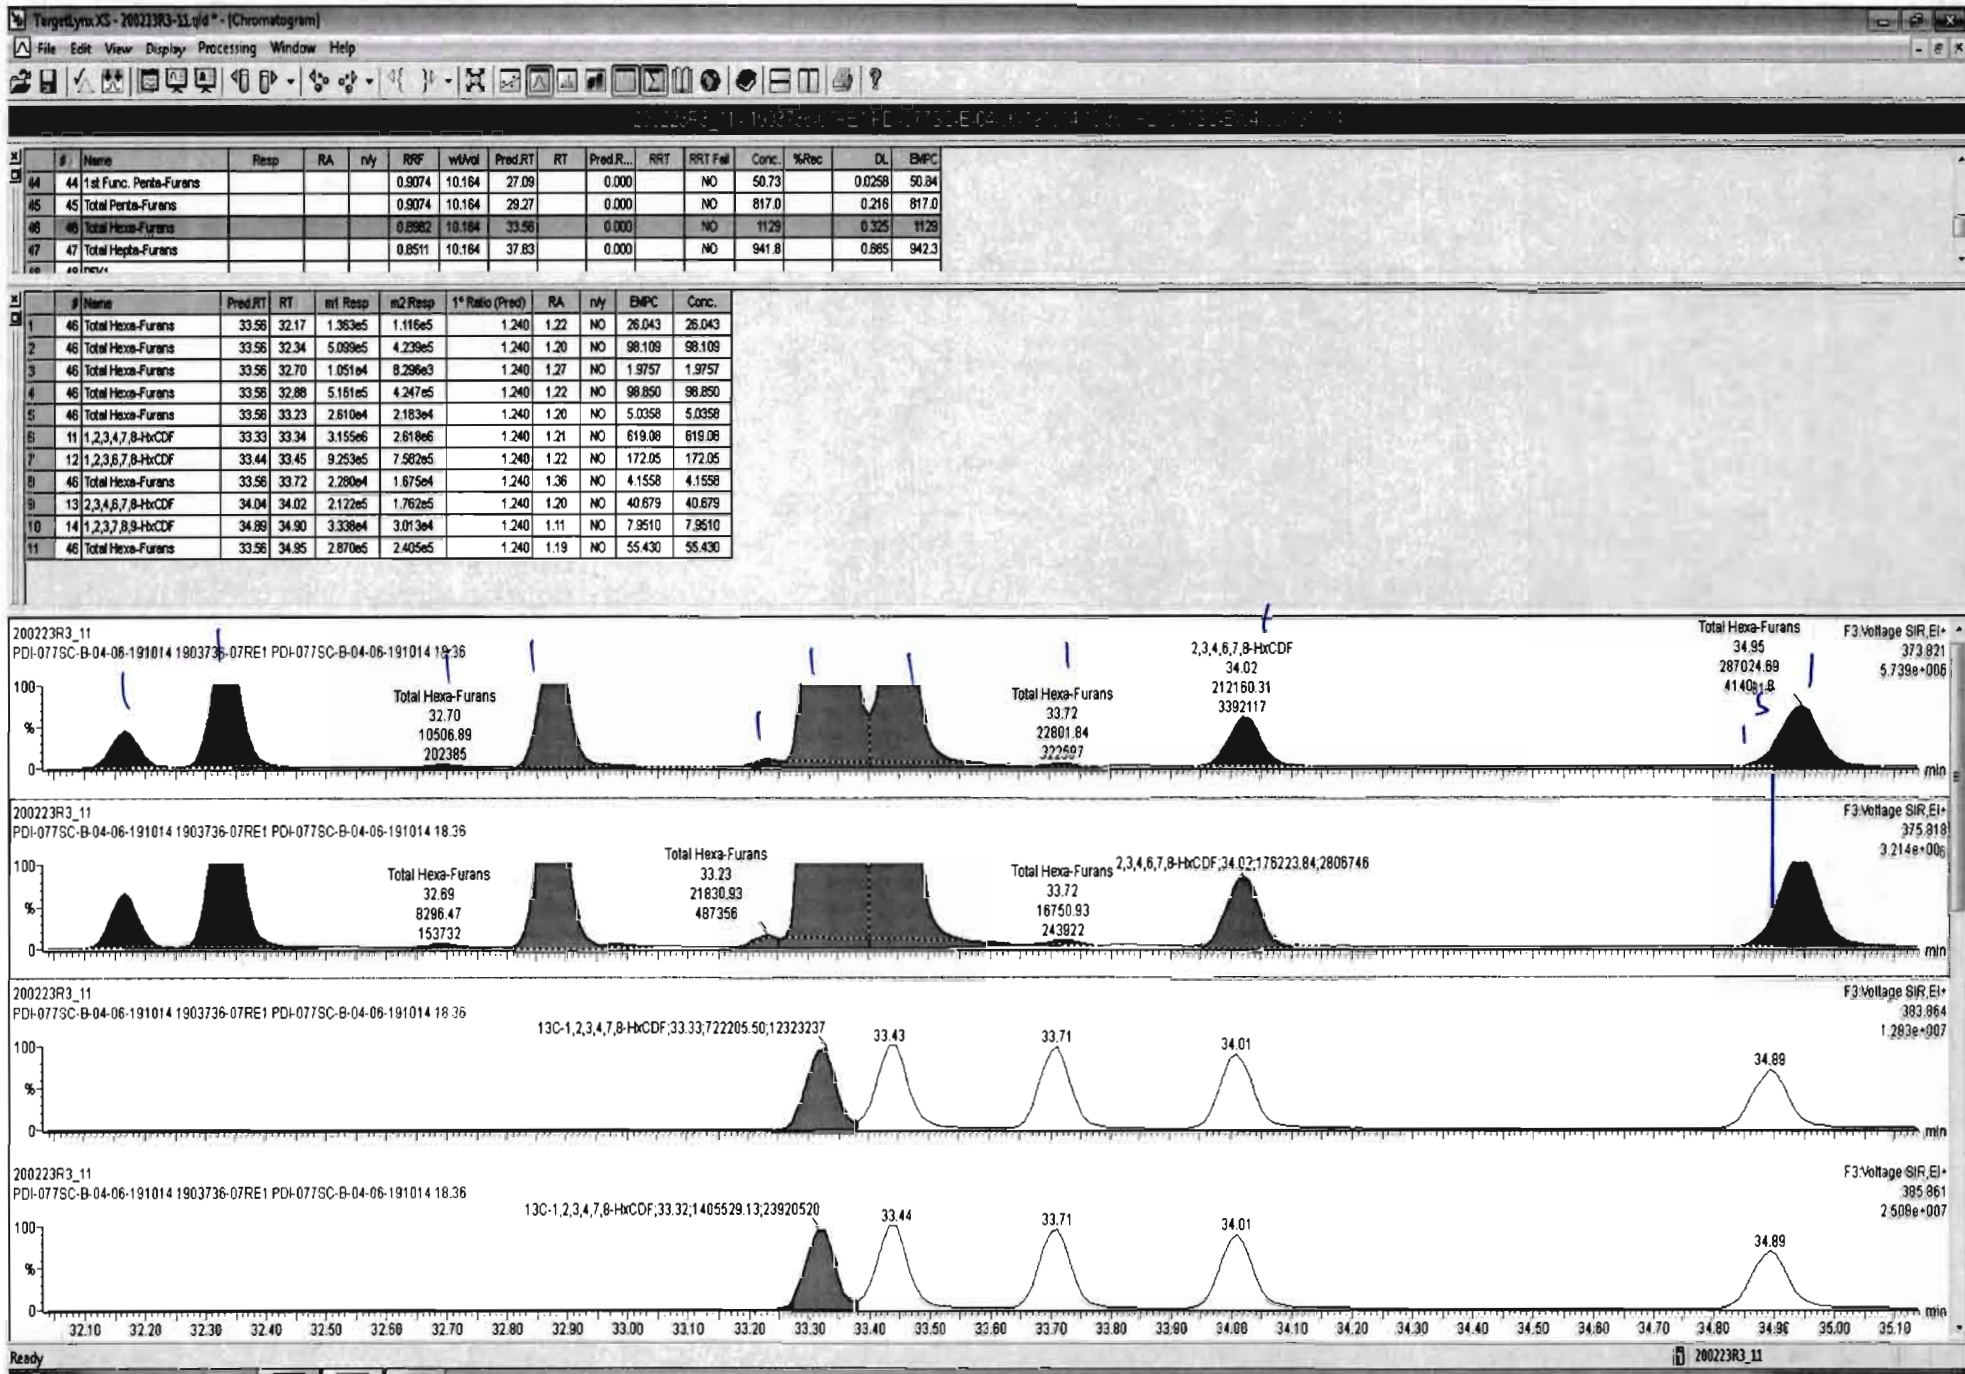 TargetLynx XS - 200223R3-11.qld * - [Chromatogram]
File Edit View Display Processing Window Help
# Name Resp RA n/y RRF wt/vol Pred.RT RT Pred.R... RRT RRT Fail Conc. %Rec DL EMPC
44 44 1st Func. Penta-Furans 0.9074 10.164 27.09 0.000 NO 50.73 0.0258 50.84
45 45 Total Penta-Furans 0.9074 10.164 29.27 0.000 NO 817.0 0.216 817.0
46 46 Total Hexa-Furans 0.8982 10.164 33.56 0.000 NO 1129 0.325 1129
47 47 Total Hepta-Furans 0.8511 10.164 37.83 0.000 NO 941.8 0.665 942.3
# Name Pred.RT RT m1 Resp m2 Resp 1° Ratio (Pred) RA n/y EMPC Conc.
1 46 Total Hexa-Furans 33.56 32.17 1.363e5 1.116e5 1.240 1.22 NO 26.043 26.043
2 46 Total Hexa-Furans 33.56 32.34 5.099e5 4.239e5 1.240 1.20 NO 98.109 98.109
3 46 Total Hexa-Furans 33.56 32.70 1.051e4 8.296e3 1.240 1.27 NO 1.9757 1.9757
4 46 Total Hexa-Furans 33.56 32.88 5.161e5 4.247e5 1.240 1.22 NO 98.850 98.850
5 46 Total Hexa-Furans 33.56 33.23 2.610e4 2.183e4 1.240 1.20 NO 5.0358 5.0358
6 11 1,2,3,4,7,8-HxCDF 33.33 33.34 3.155e6 2.618e6 1.240 1.21 NO 619.08 619.08
7 12 1,2,3,6,7,8-HxCDF 33.44 33.45 9.253e5 7.582e5 1.240 1.22 NO 172.05 172.05
8 46 Total Hexa-Furans 33.56 33.72 2.280e4 1.675e4 1.240 1.36 NO 4.1558 4.1558
9 13 2,3,4,6,7,8-HxCDF 34.04 34.02 2.122e5 1.762e5 1.240 1.20 NO 40.679 40.679
10 14 1,2,3,7,8,9-HxCDF 34.89 34.90 3.338e4 3.013e4 1.240 1.11 NO 7.9510 7.9510
11 46 Total Hexa-Furans 33.56 34.95 2.870e5 2.405e5 1.240 1.19 NO 55.430 55.430
200223R3_11
PDI-077SC-B-04-06-191014 1903736-07RE1 PDI-077SC-B-04-06-191014 18.36
F3:Voltage SIR,EI+
373.821
5.739e+006
100
%
0
Total Hexa-Furans
32.70
10506.89
202385
Total Hexa-Furans
33.72
22801.84
322597
2,3,4,6,7,8-HxCDF
34.02
212160.31
3392117
Total Hexa-Furans
34.95
287024.69
min
200223R3_11
PDI-077SC-B-04-06-191014 1903736-07RE1 PDI-077SC-B-04-06-191014 18.36
F3:Voltage SIR,EI+
375.818
3.214e+006
100
%
0
Total Hexa-Furans
32.69
8296.47
153732
Total Hexa-Furans
33.23
21830.93
487356
Total Hexa-Furans
33.72
16750.93
243922
2,3,4,6,7,8-HxCDF;34.02;176223.84;2806746
min
200223R3_11
PDI-077SC-B-04-06-191014 1903736-07RE1 PDI-077SC-B-04-06-191014 18.36
F3:Voltage SIR,EI+
383.864
1.283e+007
100
%
0
13C-1,2,3,4,7,8-HxCDF;33.33;722205.50;12323237
33.43 33.71 34.01 34.89
min
200223R3_11
PDI-077SC-B-04-06-191014 1903736-07RE1 PDI-077SC-B-04-06-191014 18.36
F3:Voltage SIR,EI+
385.861
2.508e+007
100
%
0
13C-1,2,3,4,7,8-HxCDF;33.32;1405529.13;23920520
33.44 33.71 34.01 34.89
min
32.10 32.20 32.30 32.40 32.50 32.60 32.70 32.80 32.90 33.00 33.10 33.20 33.30 33.40 33.50 33.60 33.70 33.80 33.90 34.00 34.10 34.20 34.30 34.40 34.50 34.60 34.70 34.80 34.90 35.00 35.10
Ready
200223R3_11